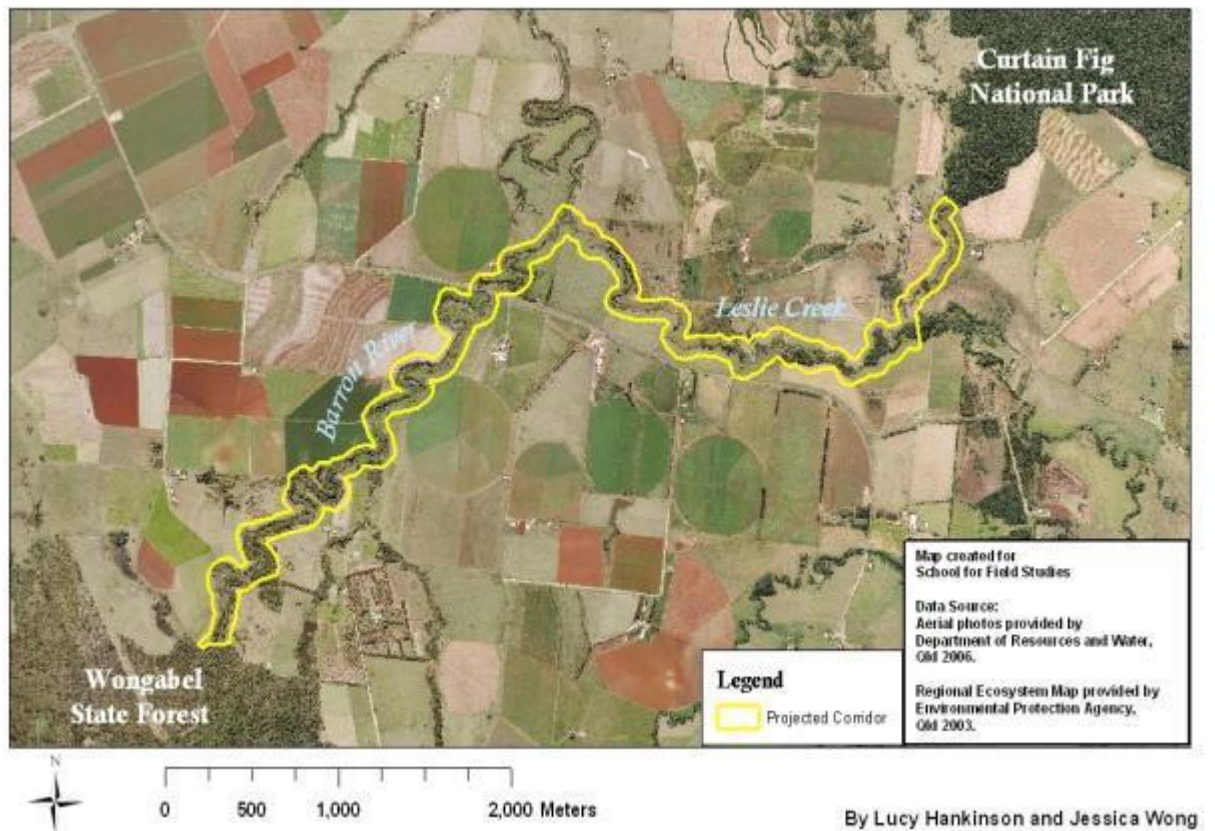 Curtain Fig
National Park
Leslie Creek
Barron River
Wongabel
State Forest
Legend
Projected Corridor
Map created for
School for Field Studies
Data Source:
Aerial photos provided by
Department of Resources and Water,
Qld 2006.
Regional Ecosystem Map provided by
Environmental Protection Agency,
Qld 2003.
N
0 500 1,000 2,000 Meters
By Lucy Hankinson and Jessica Wong